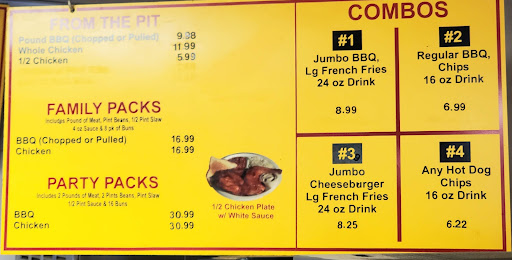 FROM THE PIT
Pound BBQ (Chopped or Pulled) 9.98
Whole Chicken 11.99
1/2 Chicken 5.99
FAMILY PACKS
Includes Pound of Meat, Pint Beans, 1/2 Pint Slaw
4 oz Sauce & 8 pk of Buns
BBQ (Chopped or Pulled) 16.99
Chicken 16.99
PARTY PACKS
Includes 2 Pounds of Meat, 2 Pints Beans, Pint Slaw
1/2 Pint Sauce & 16 Buns
BBQ 30.99
Chicken 30.99
1/2 Chicken Plate
w/ White Sauce
COMBOS
#1
Jumbo BBQ,
Lg French Fries
24 oz Drink
8.99
#2
Regular BBQ,
Chips
16 oz Drink
6.99
#3
Jumbo
Cheeseburger
Lg French Fries
24 oz Drink
8.25
#4
Any Hot Dog
Chips
16 oz Drink
6.22